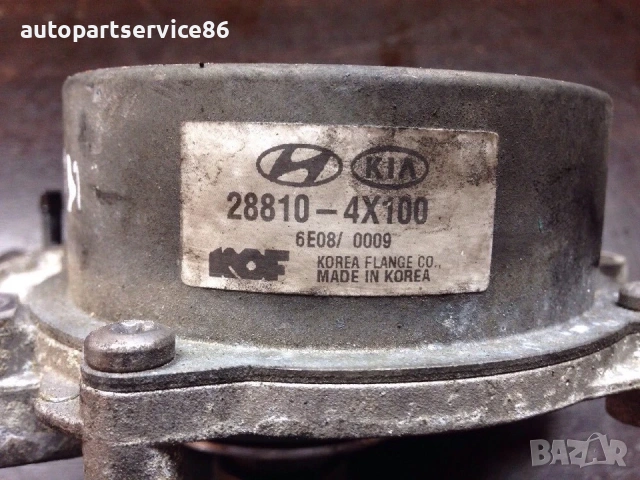 autopartservice86
KIA
28810-4X100
6E08/ 0009
KOF
KOREA FLANGE CO.,
MADE IN KOREA
BAZAR